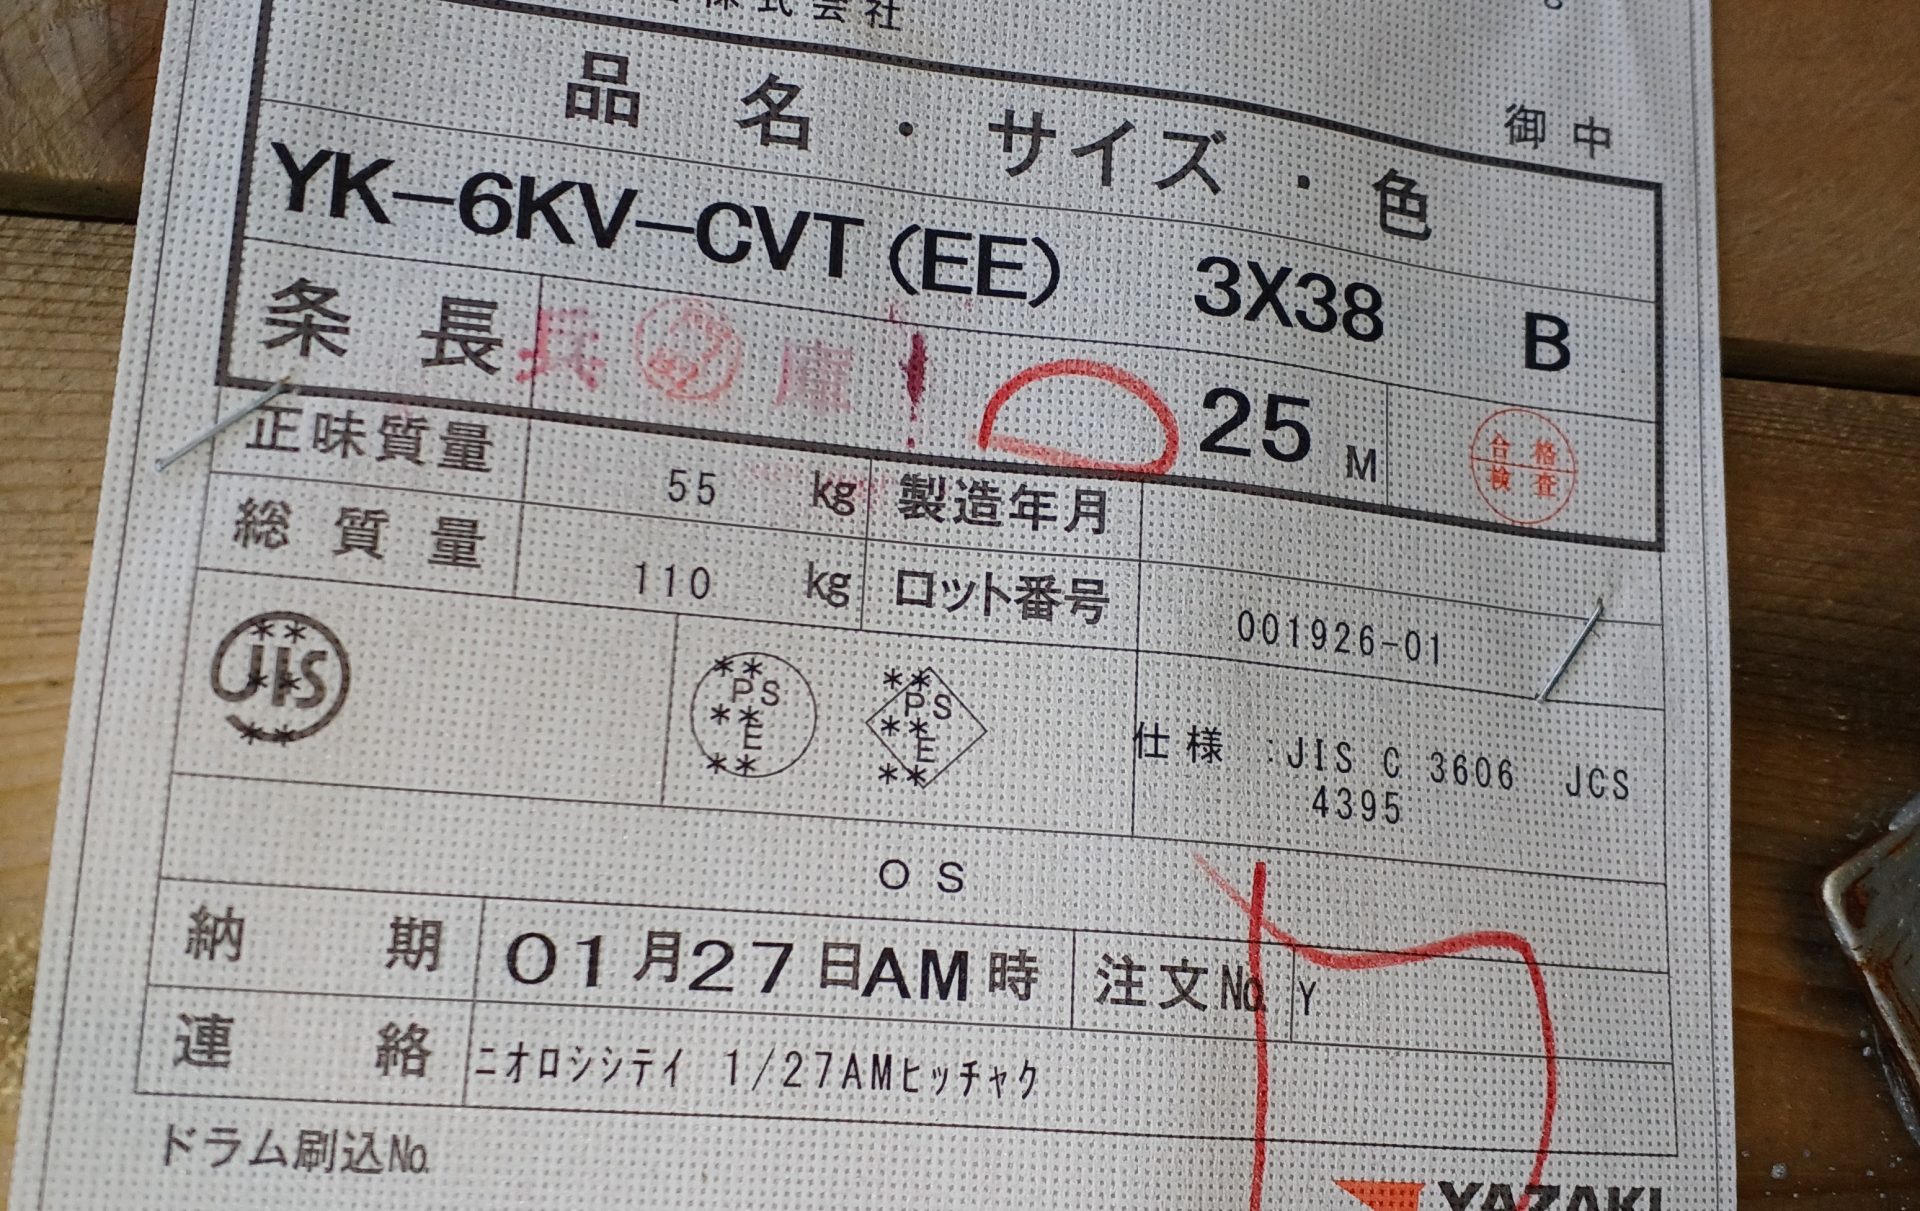 株式会社
御中
品名・サイズ・色
YK-6KV-CVT(EE) 3X38 B
条長 兵庫 25 M 合格検査
正味質量 55 kg 製造年月
総質量 110 kg ロット番号 001926-01
** JIS ** **
** PS ** E **
** PS ** E **
仕様 :JIS C 3606 JCS
4395
OS
納期 01月27日AM時 注文No. Y
連絡 ニオロシシテイ 1/27AMヒッチャク
ドラム刷込No.
YAZAKI